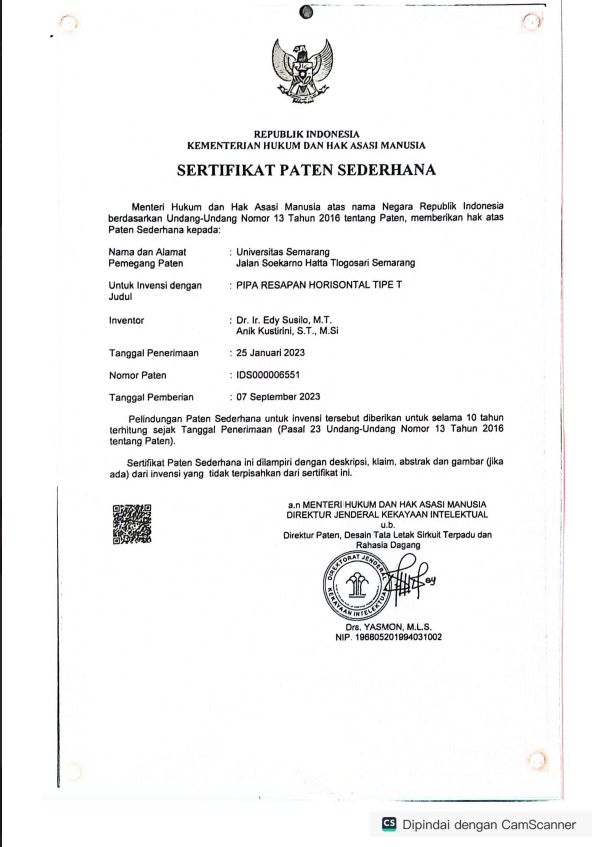 REPUBLIK INDONESIA
KEMENTERIAN HUKUM DAN HAK ASASI MANUSIA
SERTIFIKAT PATEN SEDERHANA
Menteri Hukum dan Hak Asasi Manusia atas nama Negara Republik Indonesia
berdasarkan Undang-Undang Nomor 13 Tahun 2016 tentang Paten, memberikan hak atas
Paten Sederhana kepada:
Nama dan Alamat : Universitas Semarang
Pemegang Paten Jalan Soekarno Hatta Tlogosari Semarang
Untuk Invensi dengan : PIPA RESAPAN HORISONTAL TIPE T
Judul
Inventor : Dr. Ir. Edy Susilo, M.T.
Anik Kustirini, S.T., M.Si
Tanggal Penerimaan : 25 Januari 2023
Nomor Paten : IDS000006551
Tanggal Pemberian : 07 September 2023
Pelindungan Paten Sederhana untuk invensi tersebut diberikan untuk selama 10 tahun
terhitung sejak Tanggal Penerimaan (Pasal 23 Undang-Undang Nomor 13 Tahun 2016
tentang Paten).
Sertifikat Paten Sederhana ini dilampiri dengan deskripsi, klaim, abstrak dan gambar (jika
ada) dari invensi yang tidak terpisahkan dari sertifikat ini.
a.n MENTERI HUKUM DAN HAK ASASI MANUSIA
DIREKTUR JENDERAL KEKAYAAN INTELEKTUAL
u.b.
Direktur Paten, Desain Tata Letak Sirkuit Terpadu dan
Rahasia Dagang
DIREKTORAT JENDERAL
KEKAYAAN INTELEKTUAL
Drs. YASMON, M.L.S.
NIP. 196805201994031002
CS Dipindai dengan CamScanner